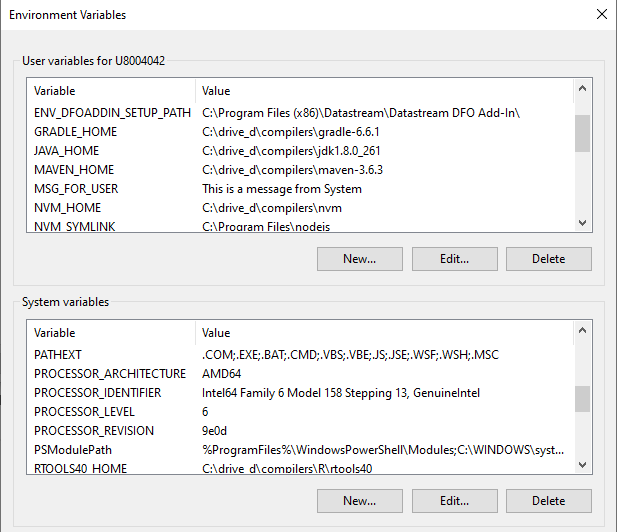 Environment Variables
User variables for U8004042
Variable Value
ENV_DFOADDIN_SETUP_PATH C:\Program Files (x86)\Datastream\Datastream DFO Add-In\
GRADLE_HOME C:\drive_d\compilers\gradle-6.6.1
JAVA_HOME C:\drive_d\compilers\jdk1.8.0_261
MAVEN_HOME C:\drive_d\compilers\maven-3.6.3
MSG_FOR_USER This is a message from System
NVM_HOME C:\drive_d\compilers\nvm
NVM_SYMLINK C:\Program Files\nodejs
New... Edit... Delete
System variables
Variable Value
PATHEXT .COM;.EXE;.BAT;.CMD;.VBS;.VBE;.JS;.JSE;.WSF;.WSH;.MSC
PROCESSOR_ARCHITECTURE AMD64
PROCESSOR_IDENTIFIER Intel64 Family 6 Model 158 Stepping 13, GenuineIntel
PROCESSOR_LEVEL 6
PROCESSOR_REVISION 9e0d
PSModulePath %ProgramFiles%\WindowsPowerShell\Modules;C:\WINDOWS\syst...
RTOOLS40_HOME C:\drive_d\compilers\R\rtools40
New... Edit... Delete